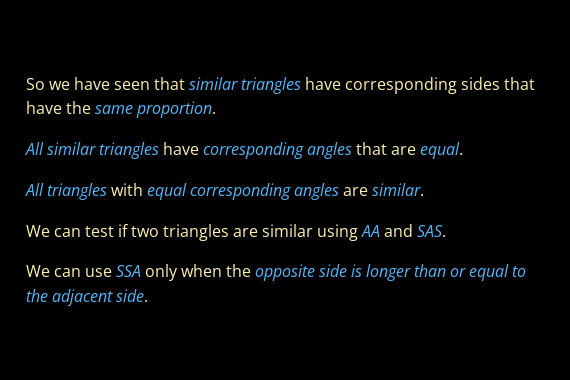 So we have seen that similar triangles have corresponding sides that
have the same proportion.
All similar triangles have corresponding angles that are equal.
All triangles with equal corresponding angles are similar.
We can test if two triangles are similar using AA and SAS.
We can use SSA only when the opposite side is longer than or equal to
the adjacent side.